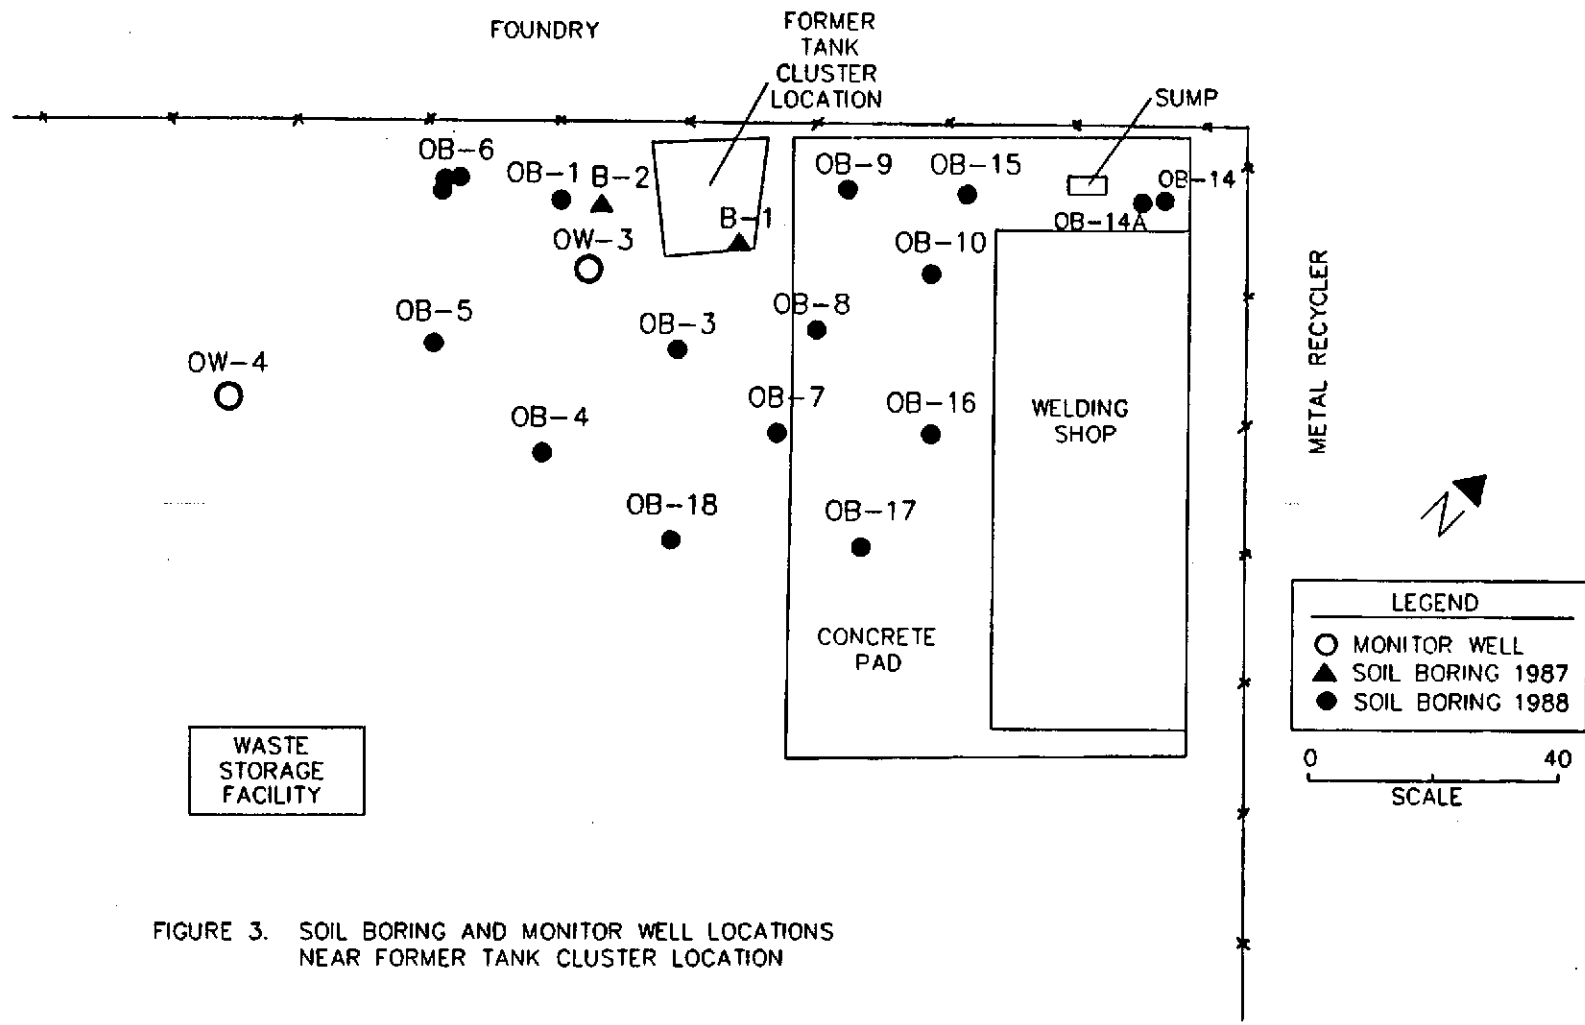 FOUNDRY
FORMER
TANK
CLUSTER
LOCATION
SUMP
OB-6
OB-1
B-2
B-1
OB-9
OB-15
OB-14
OB-14A
OW-3
OB-10
OB-5
OB-3
OB-8
OW-4
OB-4
OB-7
OB-16
WELDING
SHOP
METAL RECYCLER
OB-18
OB-17
N
CONCRETE
PAD
LEGEND
MONITOR WELL
SOIL BORING 1987
SOIL BORING 1988
0 40
SCALE
WASTE
STORAGE
FACILITY
FIGURE 3. SOIL BORING AND MONITOR WELL LOCATIONS
NEAR FORMER TANK CLUSTER LOCATION